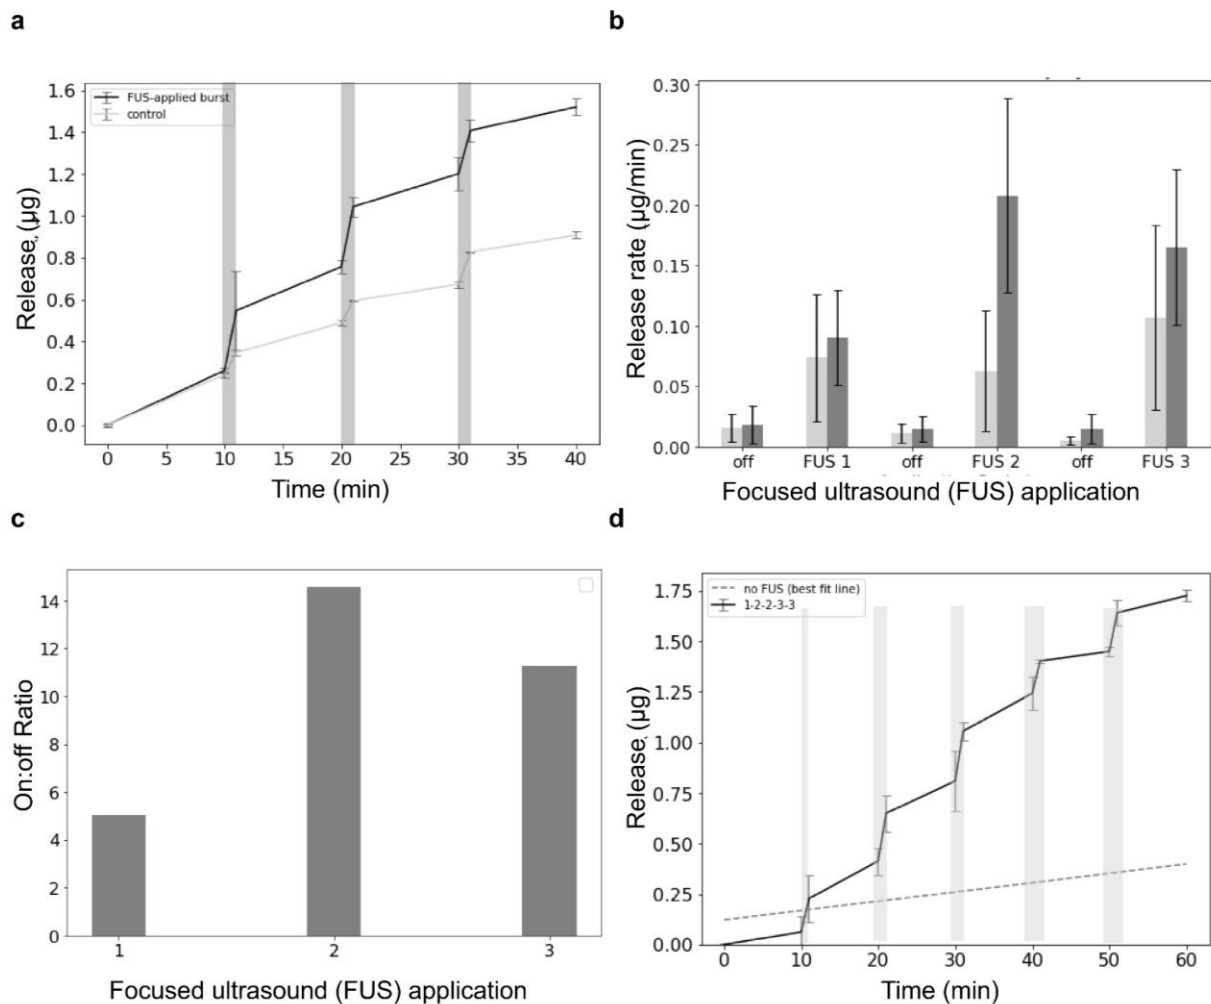 a
FUS-applied burst
control
1.6
1.4
1.2
1.0
0.8
0.6
0.4
0.2
0.0
Release (μg)
0 5 10 15 20 25 30 35 40
Time (min)
b
0.30
0.25
0.20
0.15
0.10
0.05
0.00
Release rate (μg/min)
off FUS 1 off FUS 2 off FUS 3
Focused ultrasound (FUS) application
c
14
12
10
8
6
4
2
0
On:off Ratio
1 2 3
Focused ultrasound (FUS) application
d
no FUS (best fit line)
1-2-2-3-3
1.75
1.50
1.25
1.00
0.75
0.50
0.25
0.00
Release (μg)
0 10 20 30 40 50 60
Time (min)